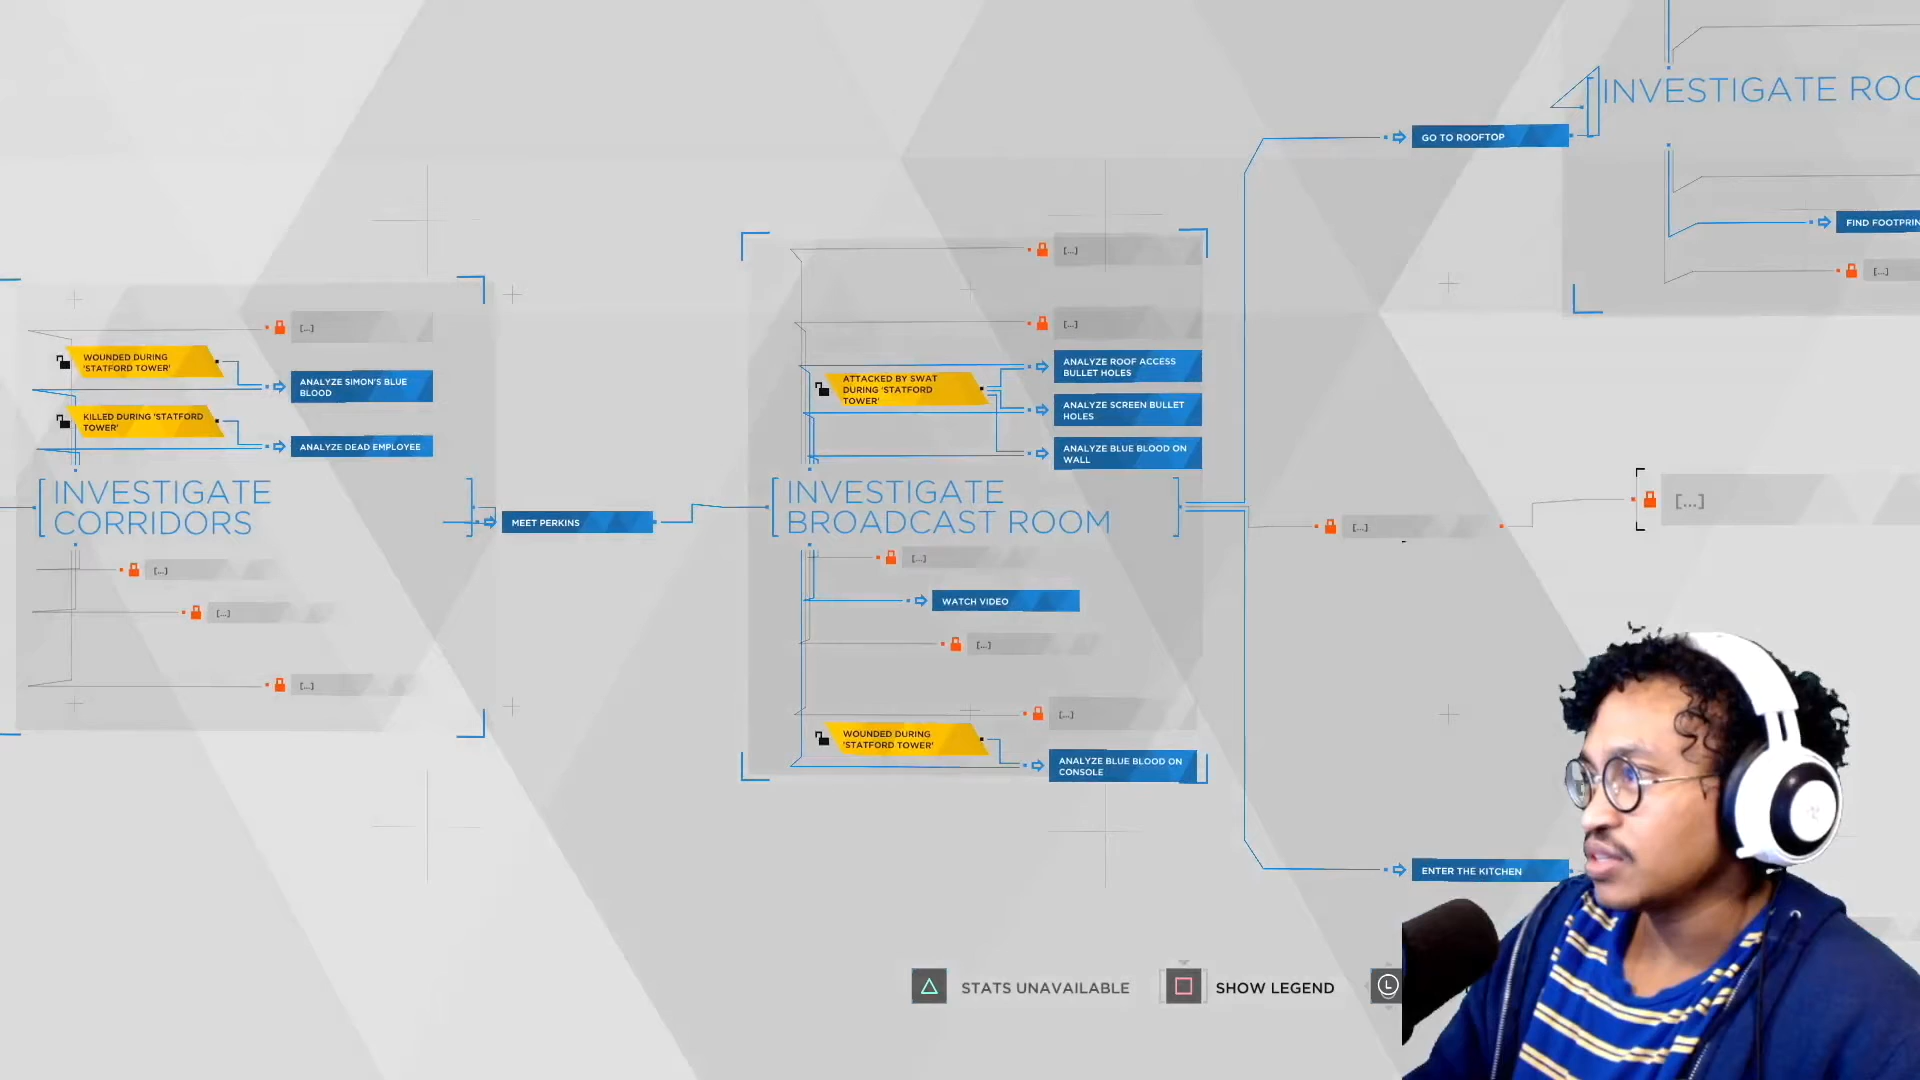 INVESTIGATE ROO
GO TO ROOFTOP
FIND FOOTPRIN
[...]
[...]
[...]
[...]
WOUNDED DURING
'STATFORD TOWER'
ANALYZE SIMON'S BLUE
BLOOD
KILLED DURING 'STATFORD
TOWER'
ANALYZE DEAD EMPLOYEE
ANALYZE ROOF ACCESS
BULLET HOLES
ATTACKED BY SWAT
DURING 'STATFORD
TOWER'
ANALYZE SCREEN BULLET
HOLES
ANALYZE BLUE BLOOD ON
WALL
INVESTIGATE
CORRIDORS
MEET PERKINS
INVESTIGATE
BROADCAST ROOM
[...]
[...]
[...]
[...]
[...]
[...]
WATCH VIDEO
[...]
[...]
WOUNDED DURING
'STATFORD TOWER'
ANALYZE BLUE BLOOD ON
CONSOLE
ENTER THE KITCHEN
STATS UNAVAILABLE
SHOW LEGEND
L